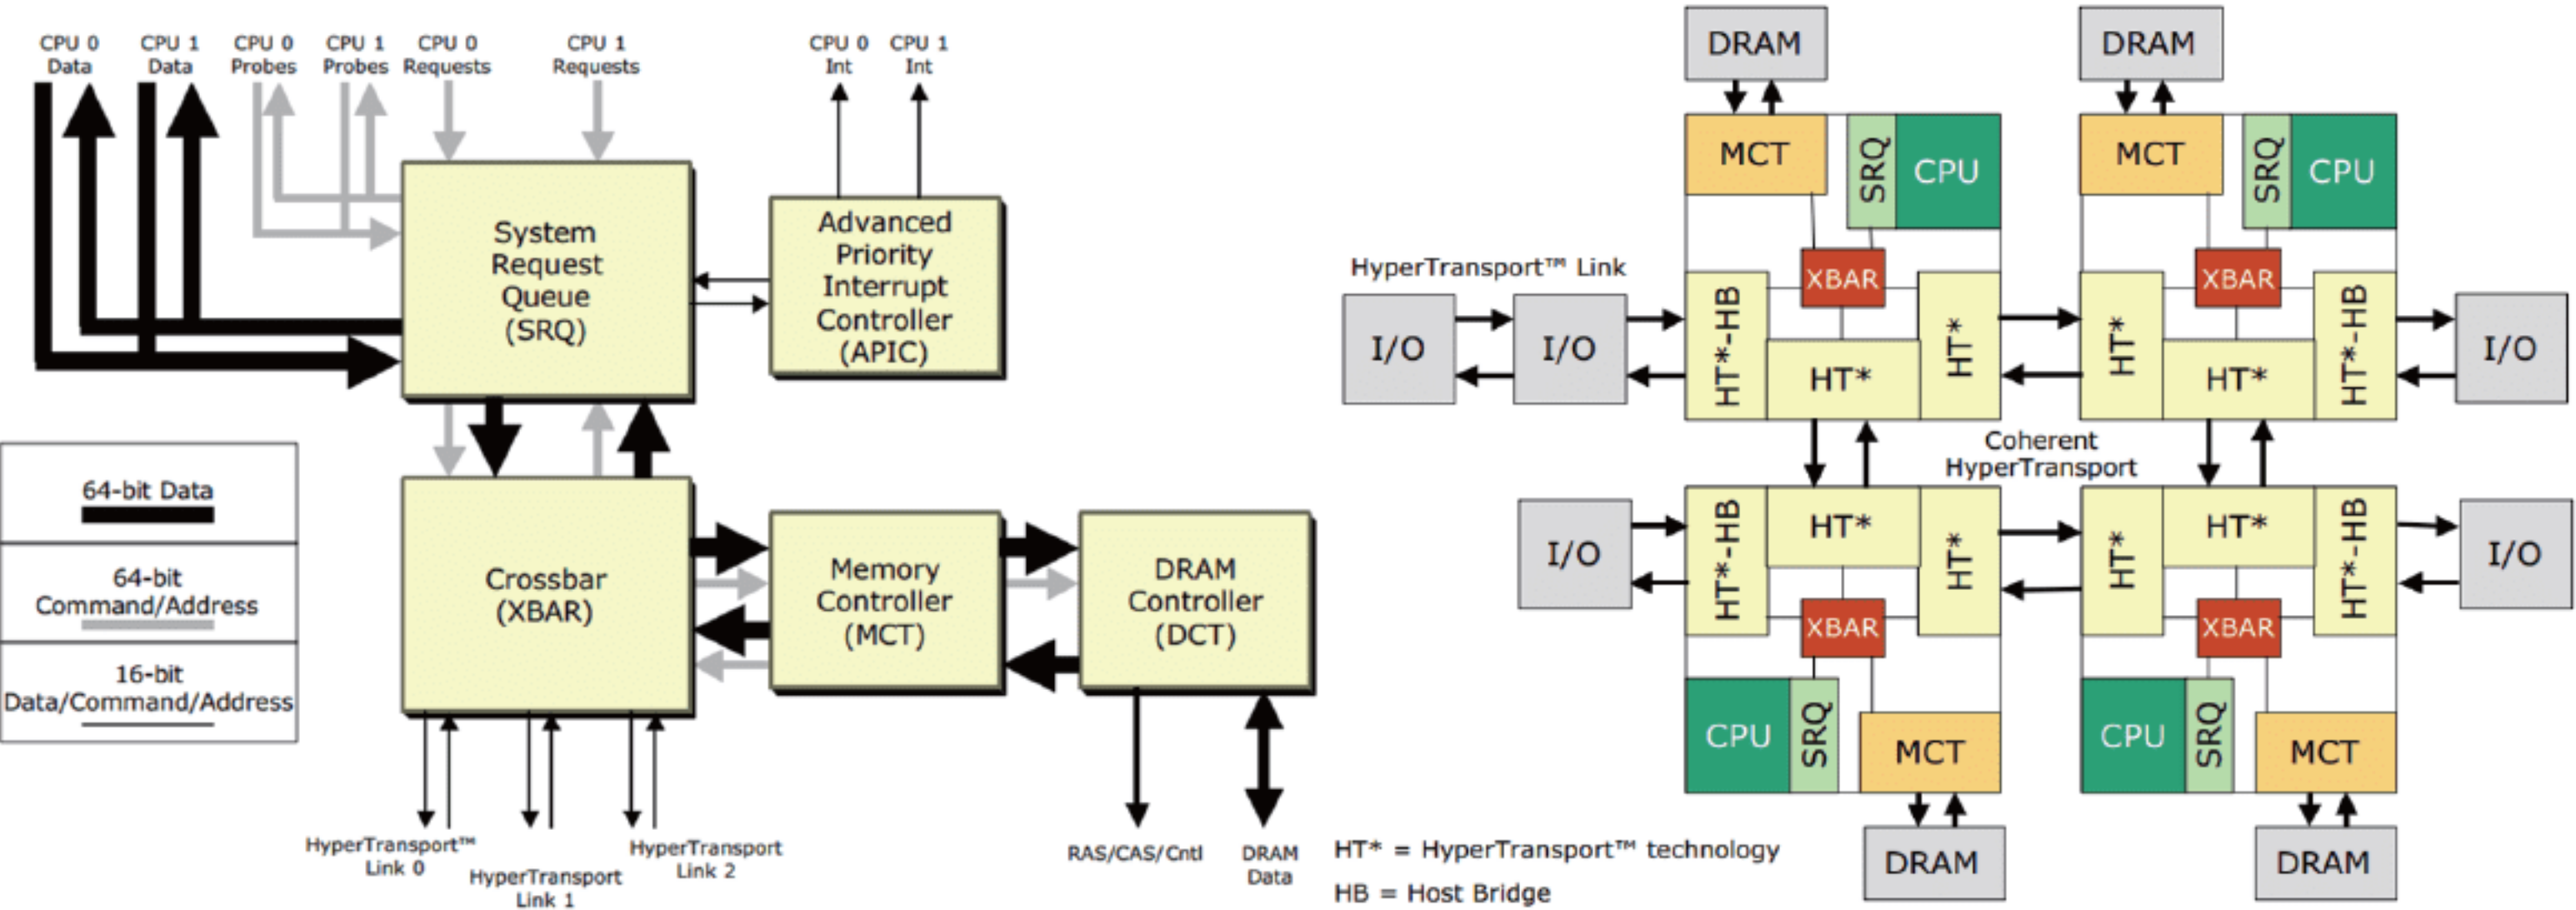 CPU 0
Data
CPU 1
Data
CPU 0
Probes
CPU 1
Probes
CPU 0
Requests
CPU 1
Requests
CPU 0
Int
CPU 1
Int
System
Request
Queue
(SRQ)
Advanced
Priority
Interrupt
Controller
(APIC)
64-bit Data
64-bit
Command/Address
16-bit
Data/Command/Address
Crossbar
(XBAR)
Memory
Controller
(MCT)
DRAM
Controller
(DCT)
HyperTransport™
Link 0
HyperTransport
Link 1
HyperTransport
Link 2
RAS/CAS/Cntl
DRAM
Data
DRAM
DRAM
MCT
SRQ
CPU
MCT
SRQ
CPU
HyperTransport™ Link
XBAR
XBAR
I/O
I/O
HT*-HB
HT*
HT*
HT*
HT*
HT*-HB
I/O
Coherent
HyperTransport
I/O
HT*-HB
HT*
HT*
HT*
HT*
HT*-HB
I/O
XBAR
XBAR
CPU
SRQ
MCT
CPU
SRQ
MCT
DRAM
DRAM
HT* = HyperTransport™ technology
HB = Host Bridge